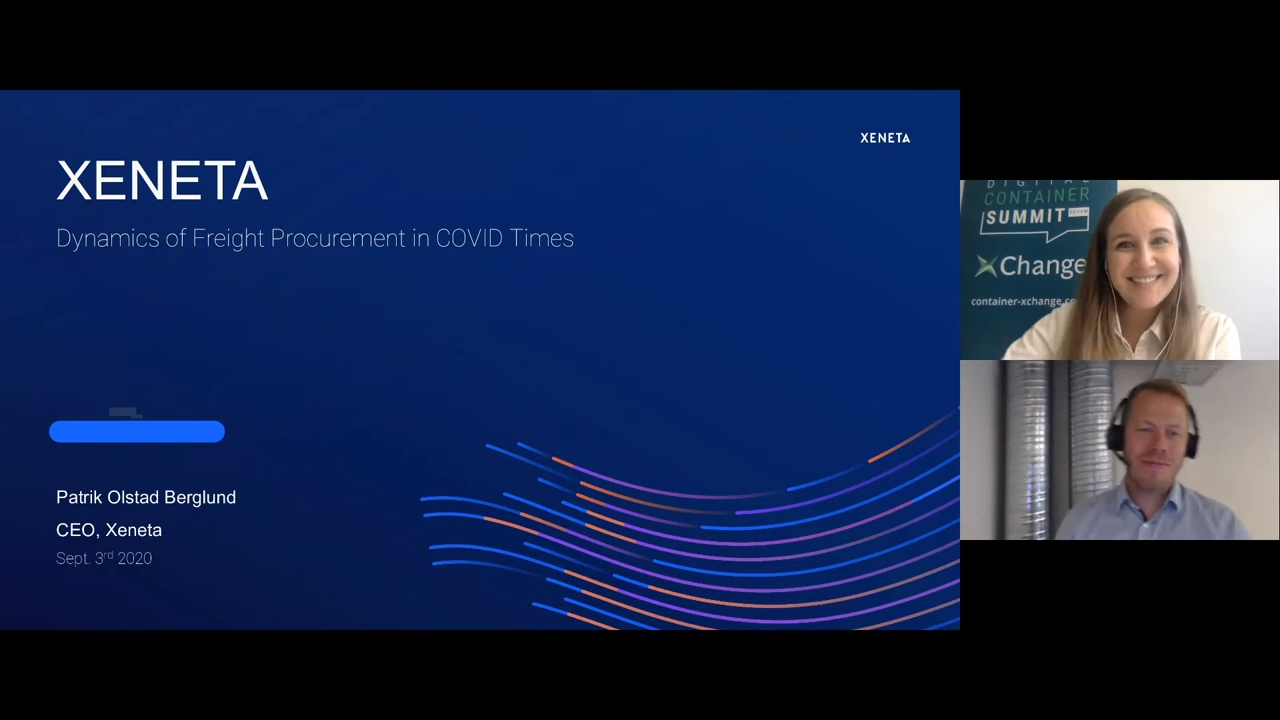 XENETA
XENETA
Dynamics of Freight Procurement in COVID Times
Patrik Olstad Berglund
CEO, Xeneta
Sept. 3rd 2020
DIGITAL
CONTAINER
SUMMIT
XChange
container-xchange.c